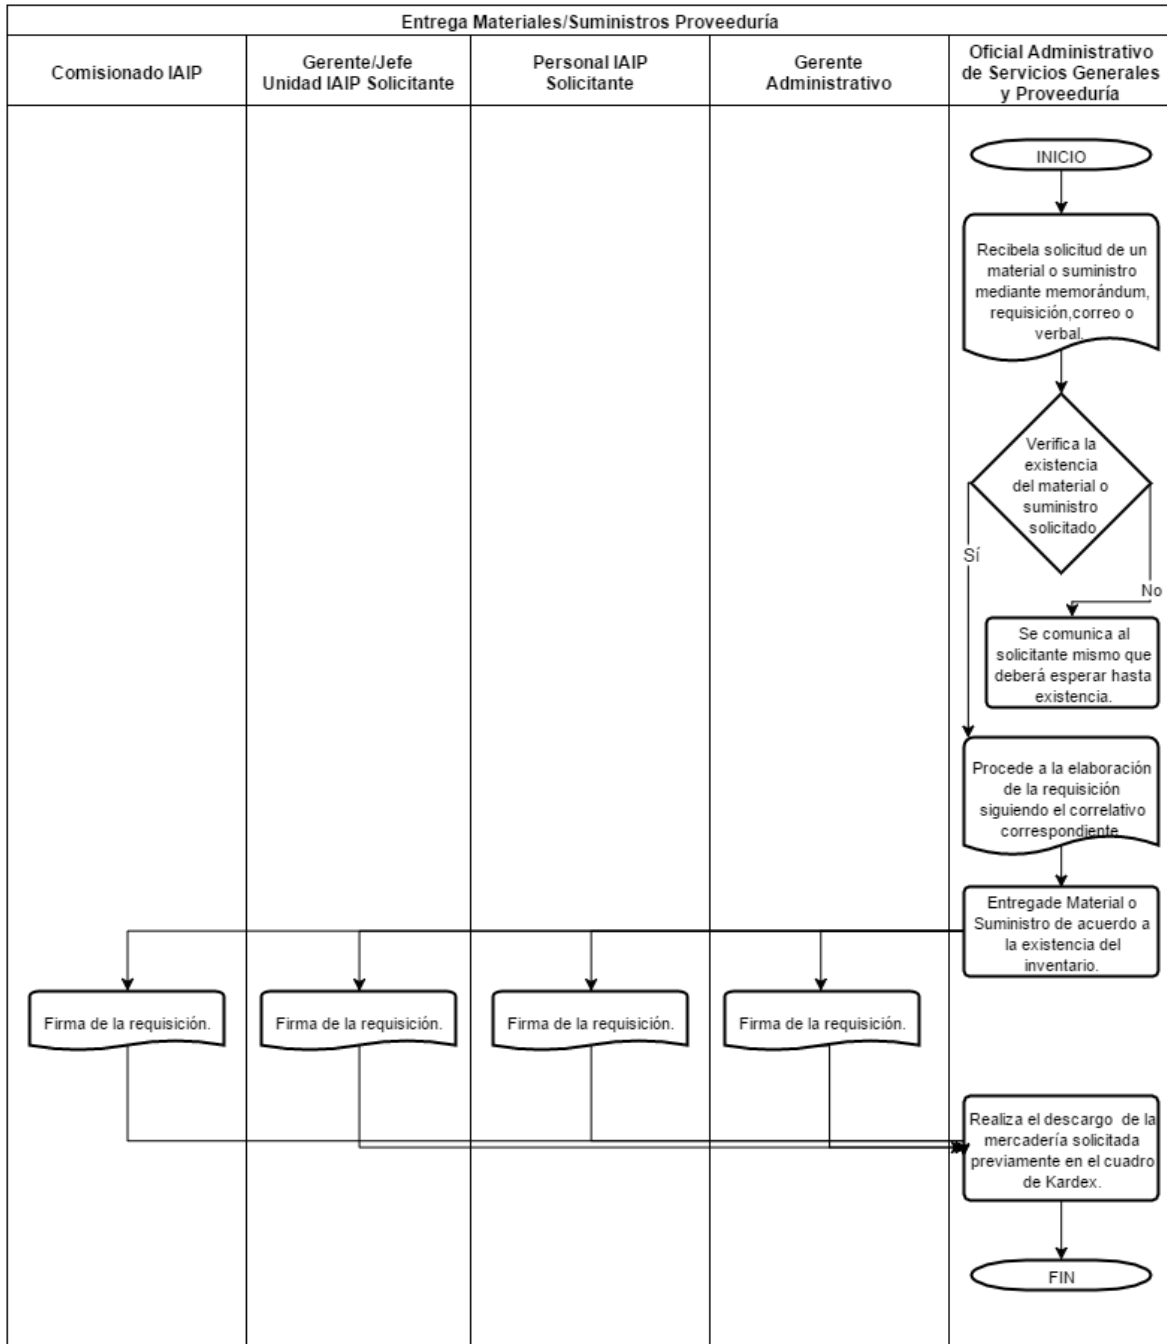 Entrega Materiales/Suministros Proveeduría
Comisionado IAIP
Gerente/Jefe
Unidad IAIP Solicitante
Personal IAIP
Solicitante
Gerente
Administrativo
Oficial Administrativo
de Servicios Generales
y Proveeduría
INICIO
Recibela solicitud de un
material o suministro
mediante memorándum,
requisición,correo o
verbal.
Verifica la
existencia
del material o
suministro
solicitado
Sí
No
Se comunica al
solicitante mismo que
deberá esperar hasta
existencia.
Procede a la elaboración
de la requisición
siguiendo el correlativo
correspondiente
Entregade Material o
Suministro de acuerdo a
la existencia del
inventario.
Firma de la requisición.
Firma de la requisición.
Firma de la requisición.
Firma de la requisición.
Realiza el descargo de la
mercadería solicitada
previamente en el cuadro
de Kardex.
FIN